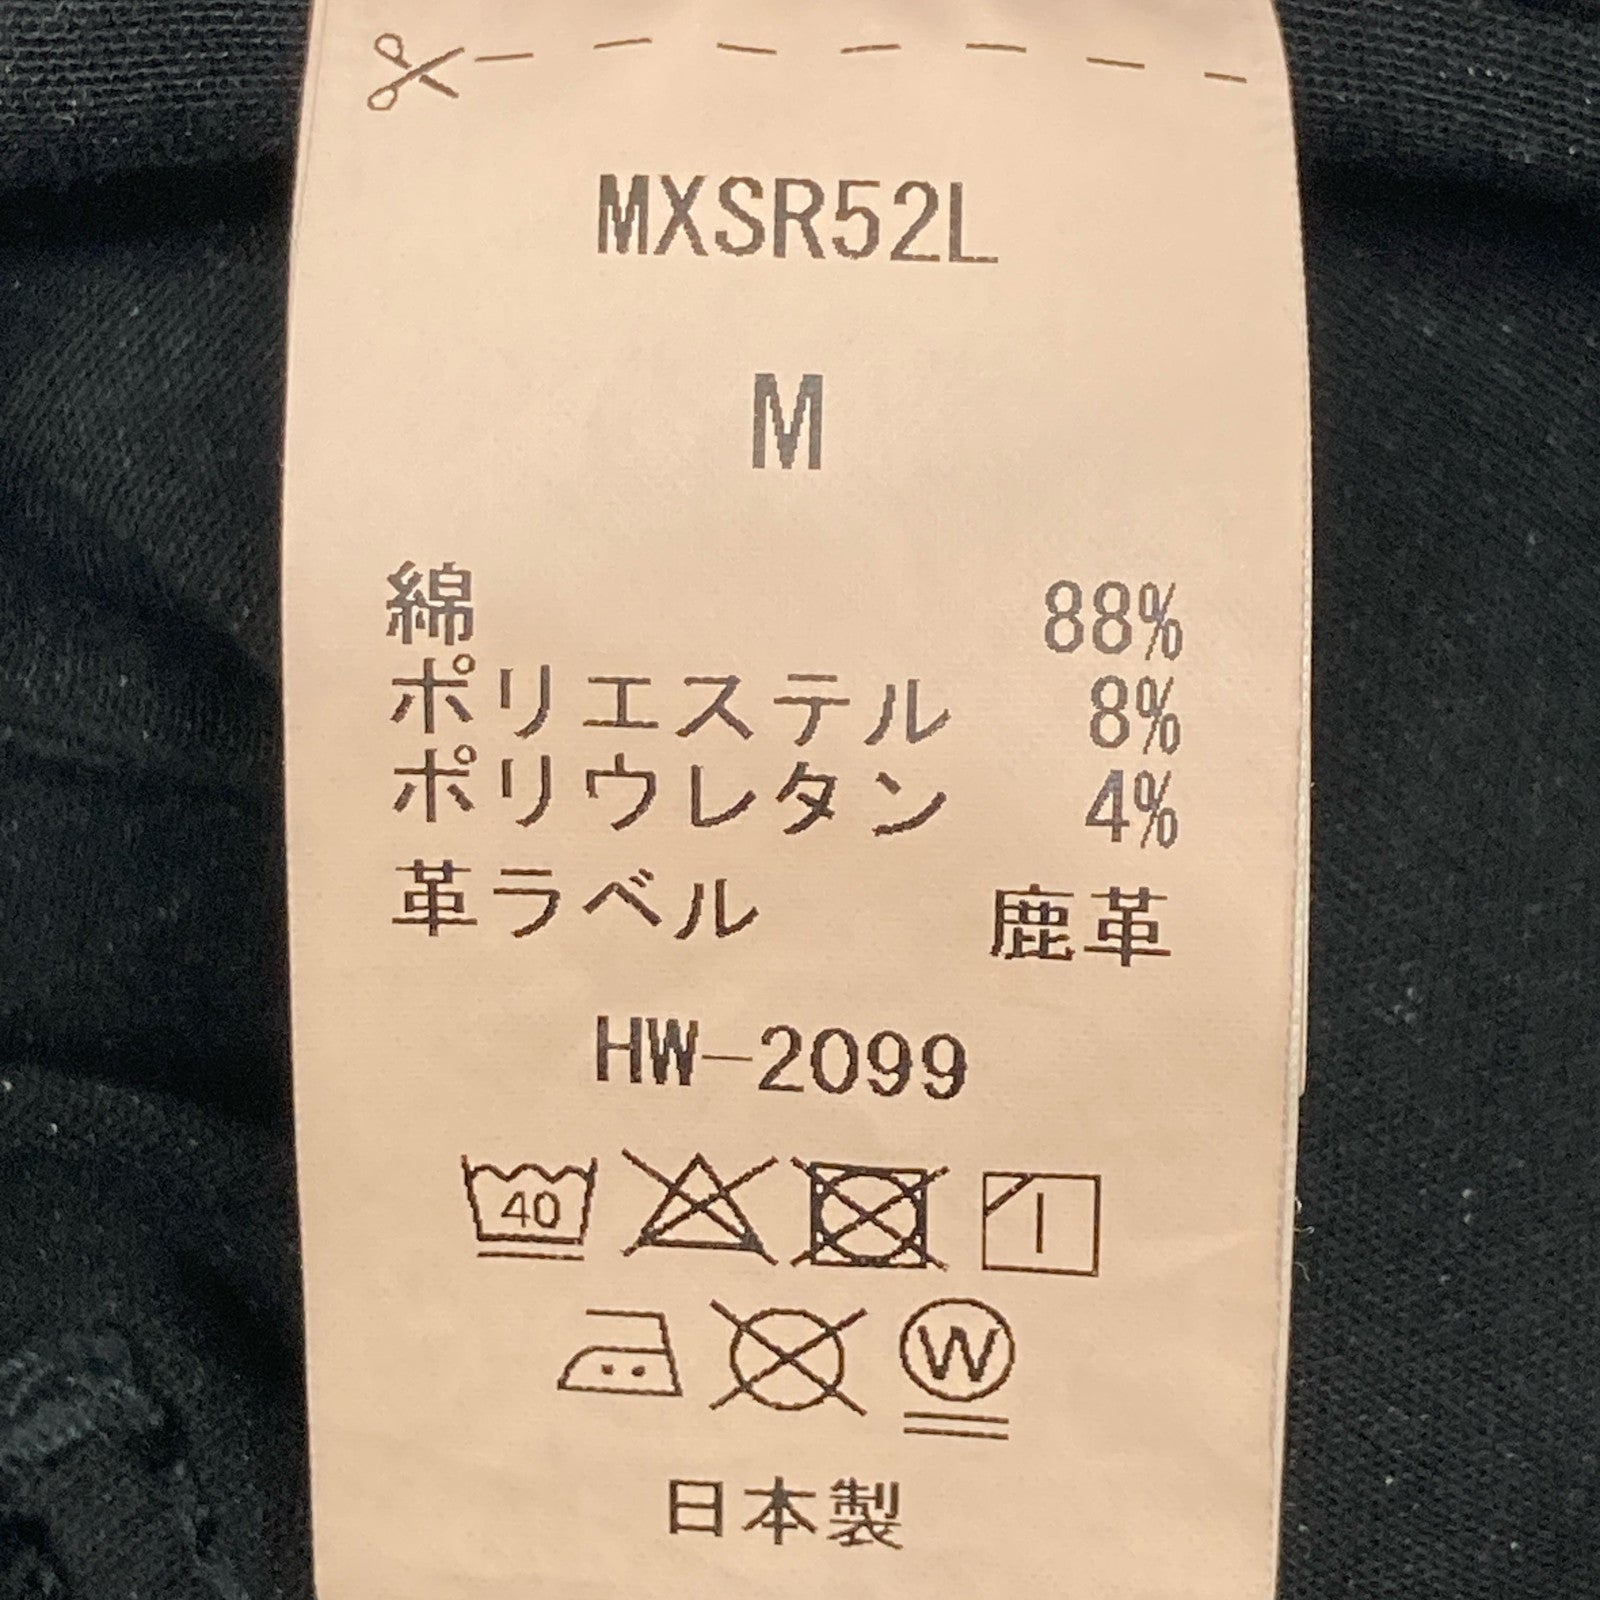 MXSR52L
M
綿 88%
ポリエステル 8%
ポリウレタン 4%
革ラベル 鹿革
HW-2099
40
W
日本製